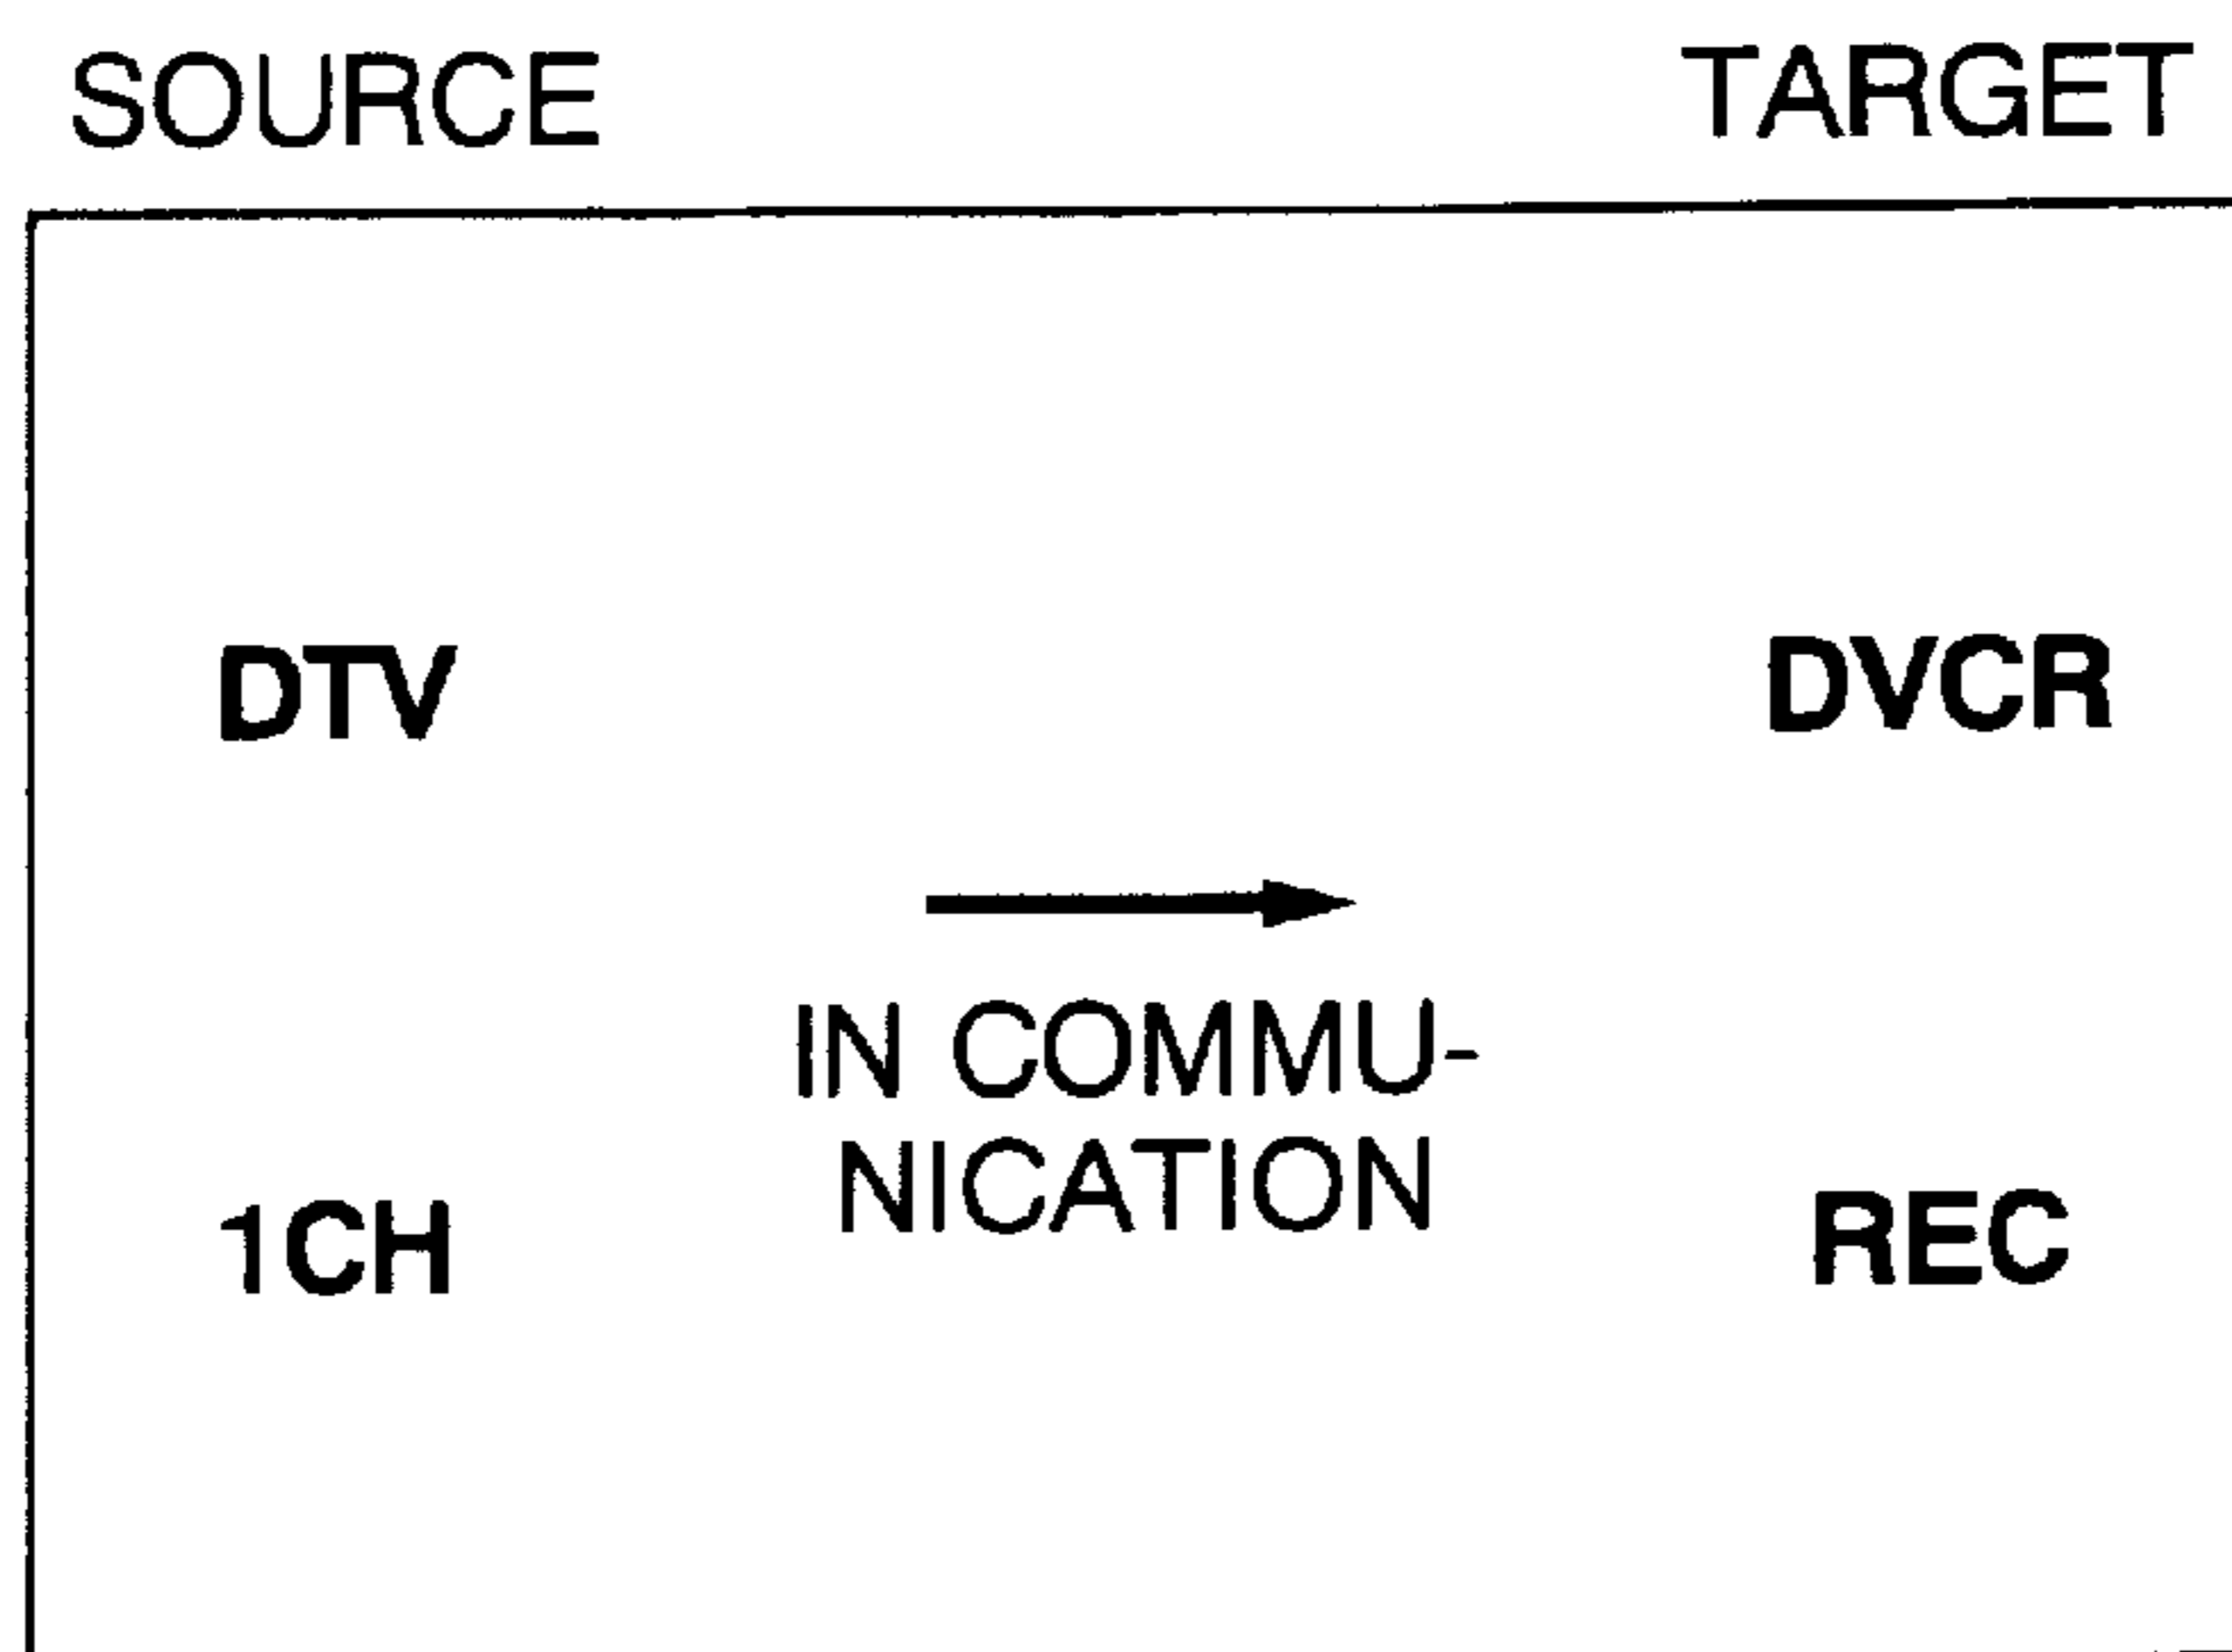 SOURCE TARGET
DTV DVCR
IN COMMU-
NICATION
1CH REC